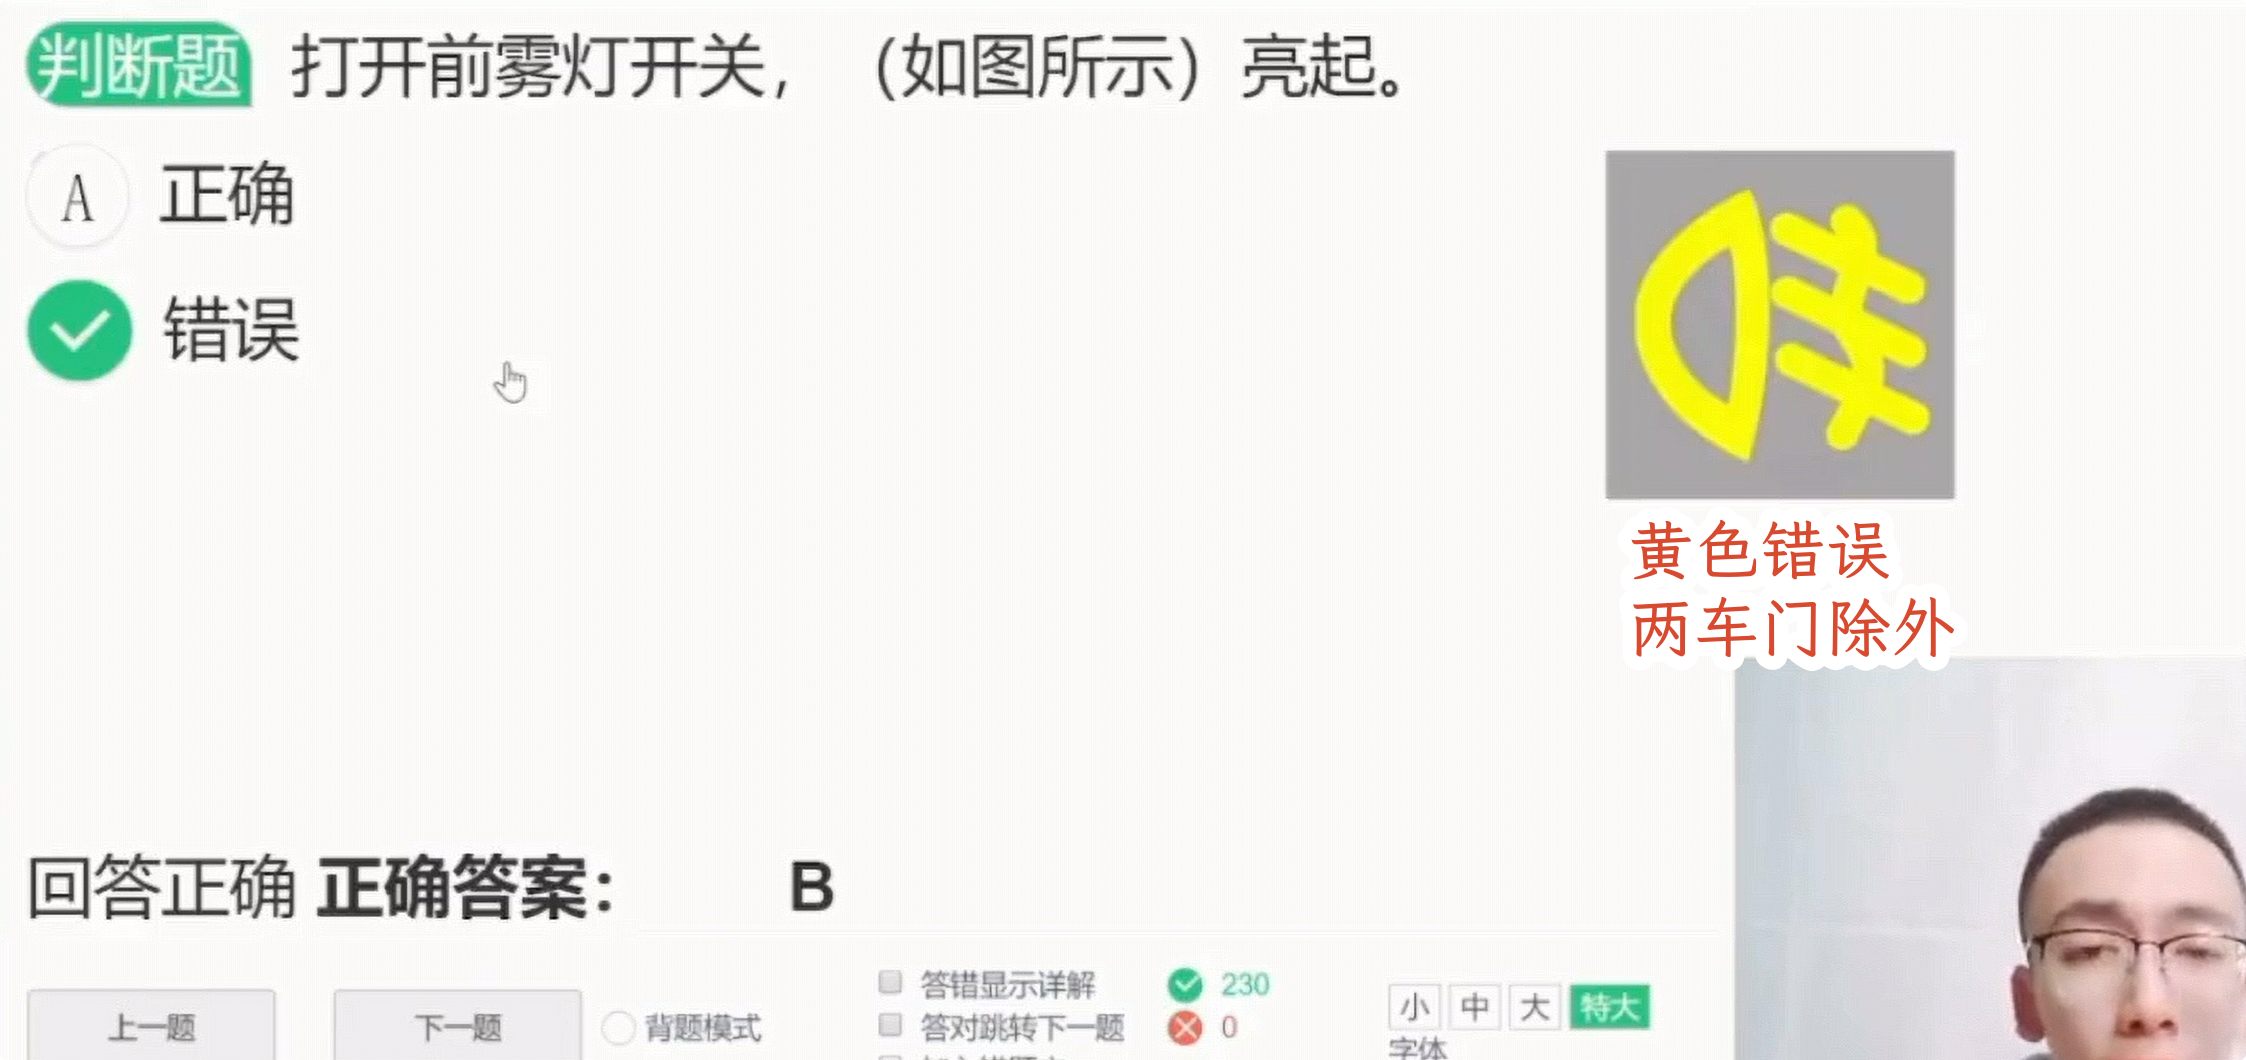 判断题 打开前雾灯开关，（如图所示）亮起。
A 正确
错误
黄色错误
两车门除外
回答正确 正确答案： B
上一题 下一题 背题模式
答错显示详解 230
答对跳转下一题 0
小 中 大 特大
字体